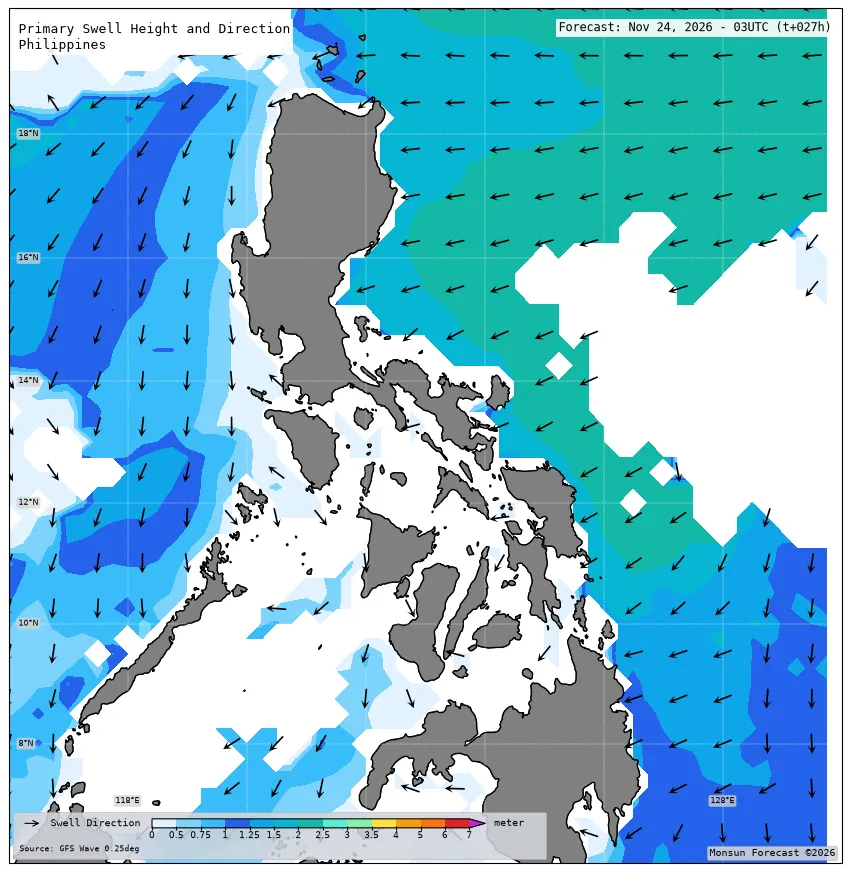 Primary Swell Height and Direction
Philippines
Forecast: Nov 24, 2026 - 03UTC (t+027h)
18°N
16°N
14°N
12°N
10°N
8°N
118°E
128°E
Swell Direction
meter
0 0.5 0.75 1 1.25 1.5 2 2.5 3 3.5 4 5 6 7
Source: GFS Wave 0.25deg
Monsun Forecast ©2026